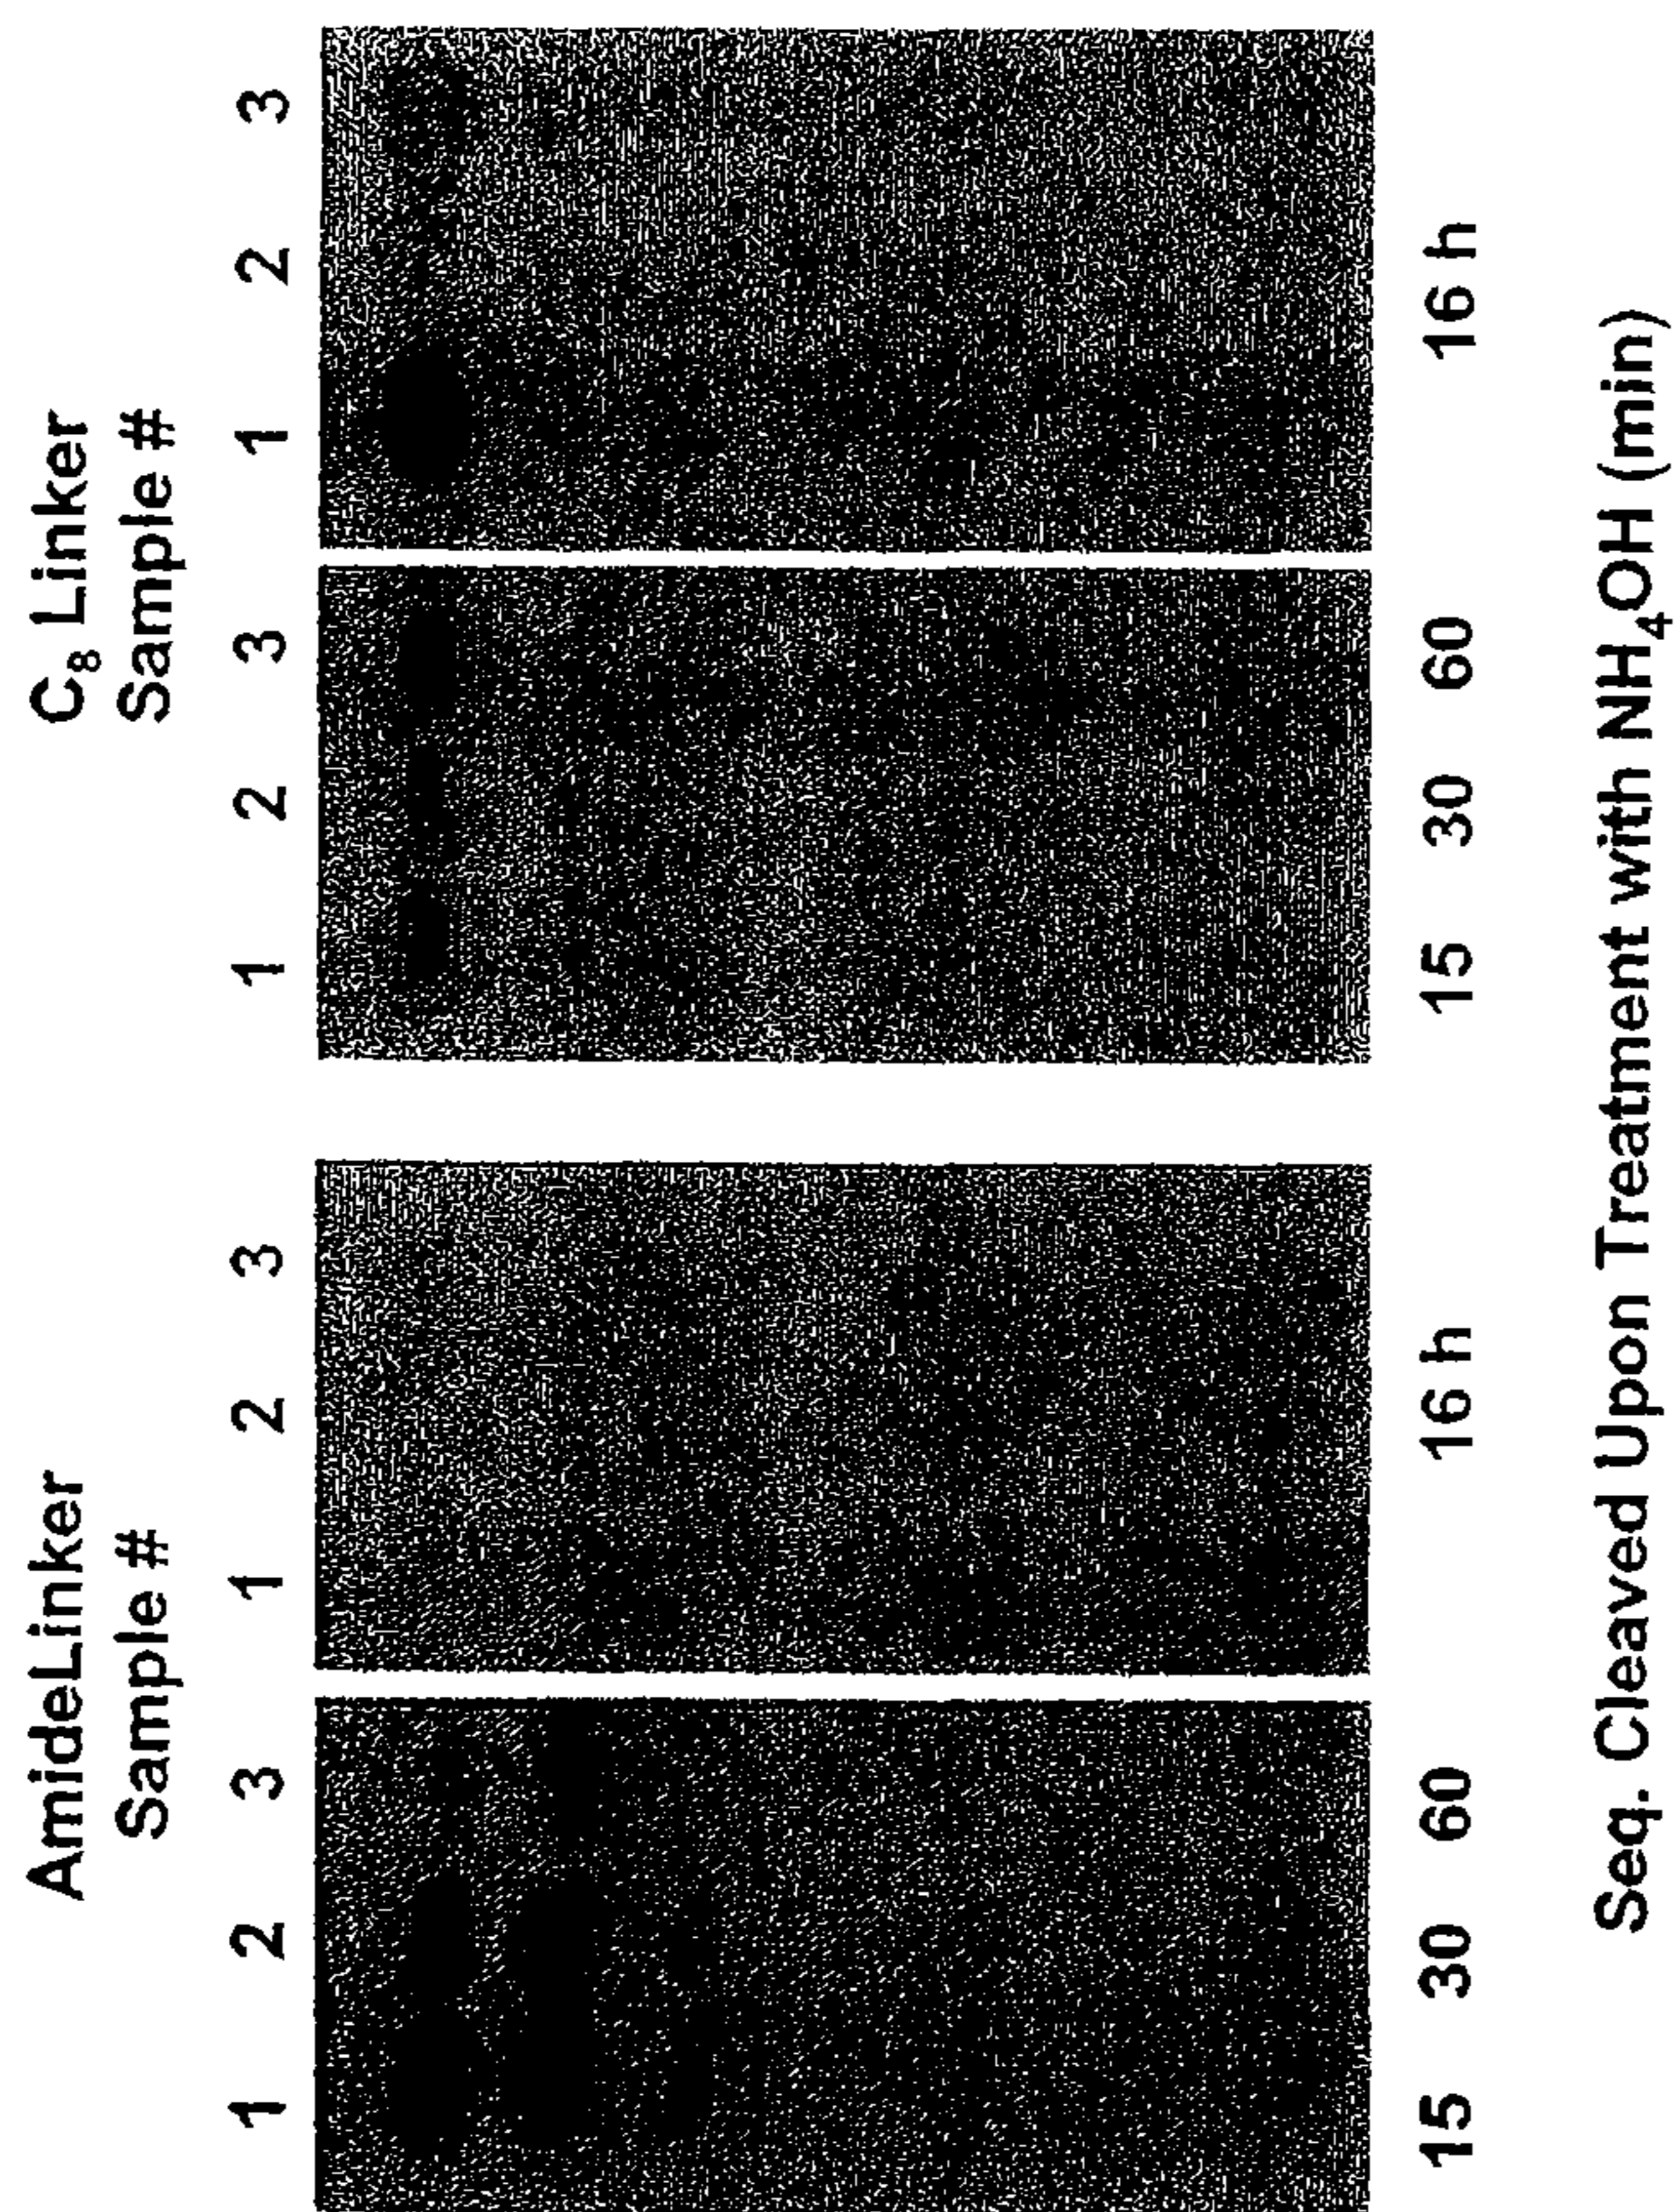 AmideLinker
Sample #
C₈ Linker
Sample #
1 2 3 1 2 3 1 2 3 1 2 3
15 30 60 16 h 15 30 60 16 h
Seq. Cleaved Upon Treatment with NH₄OH (min)